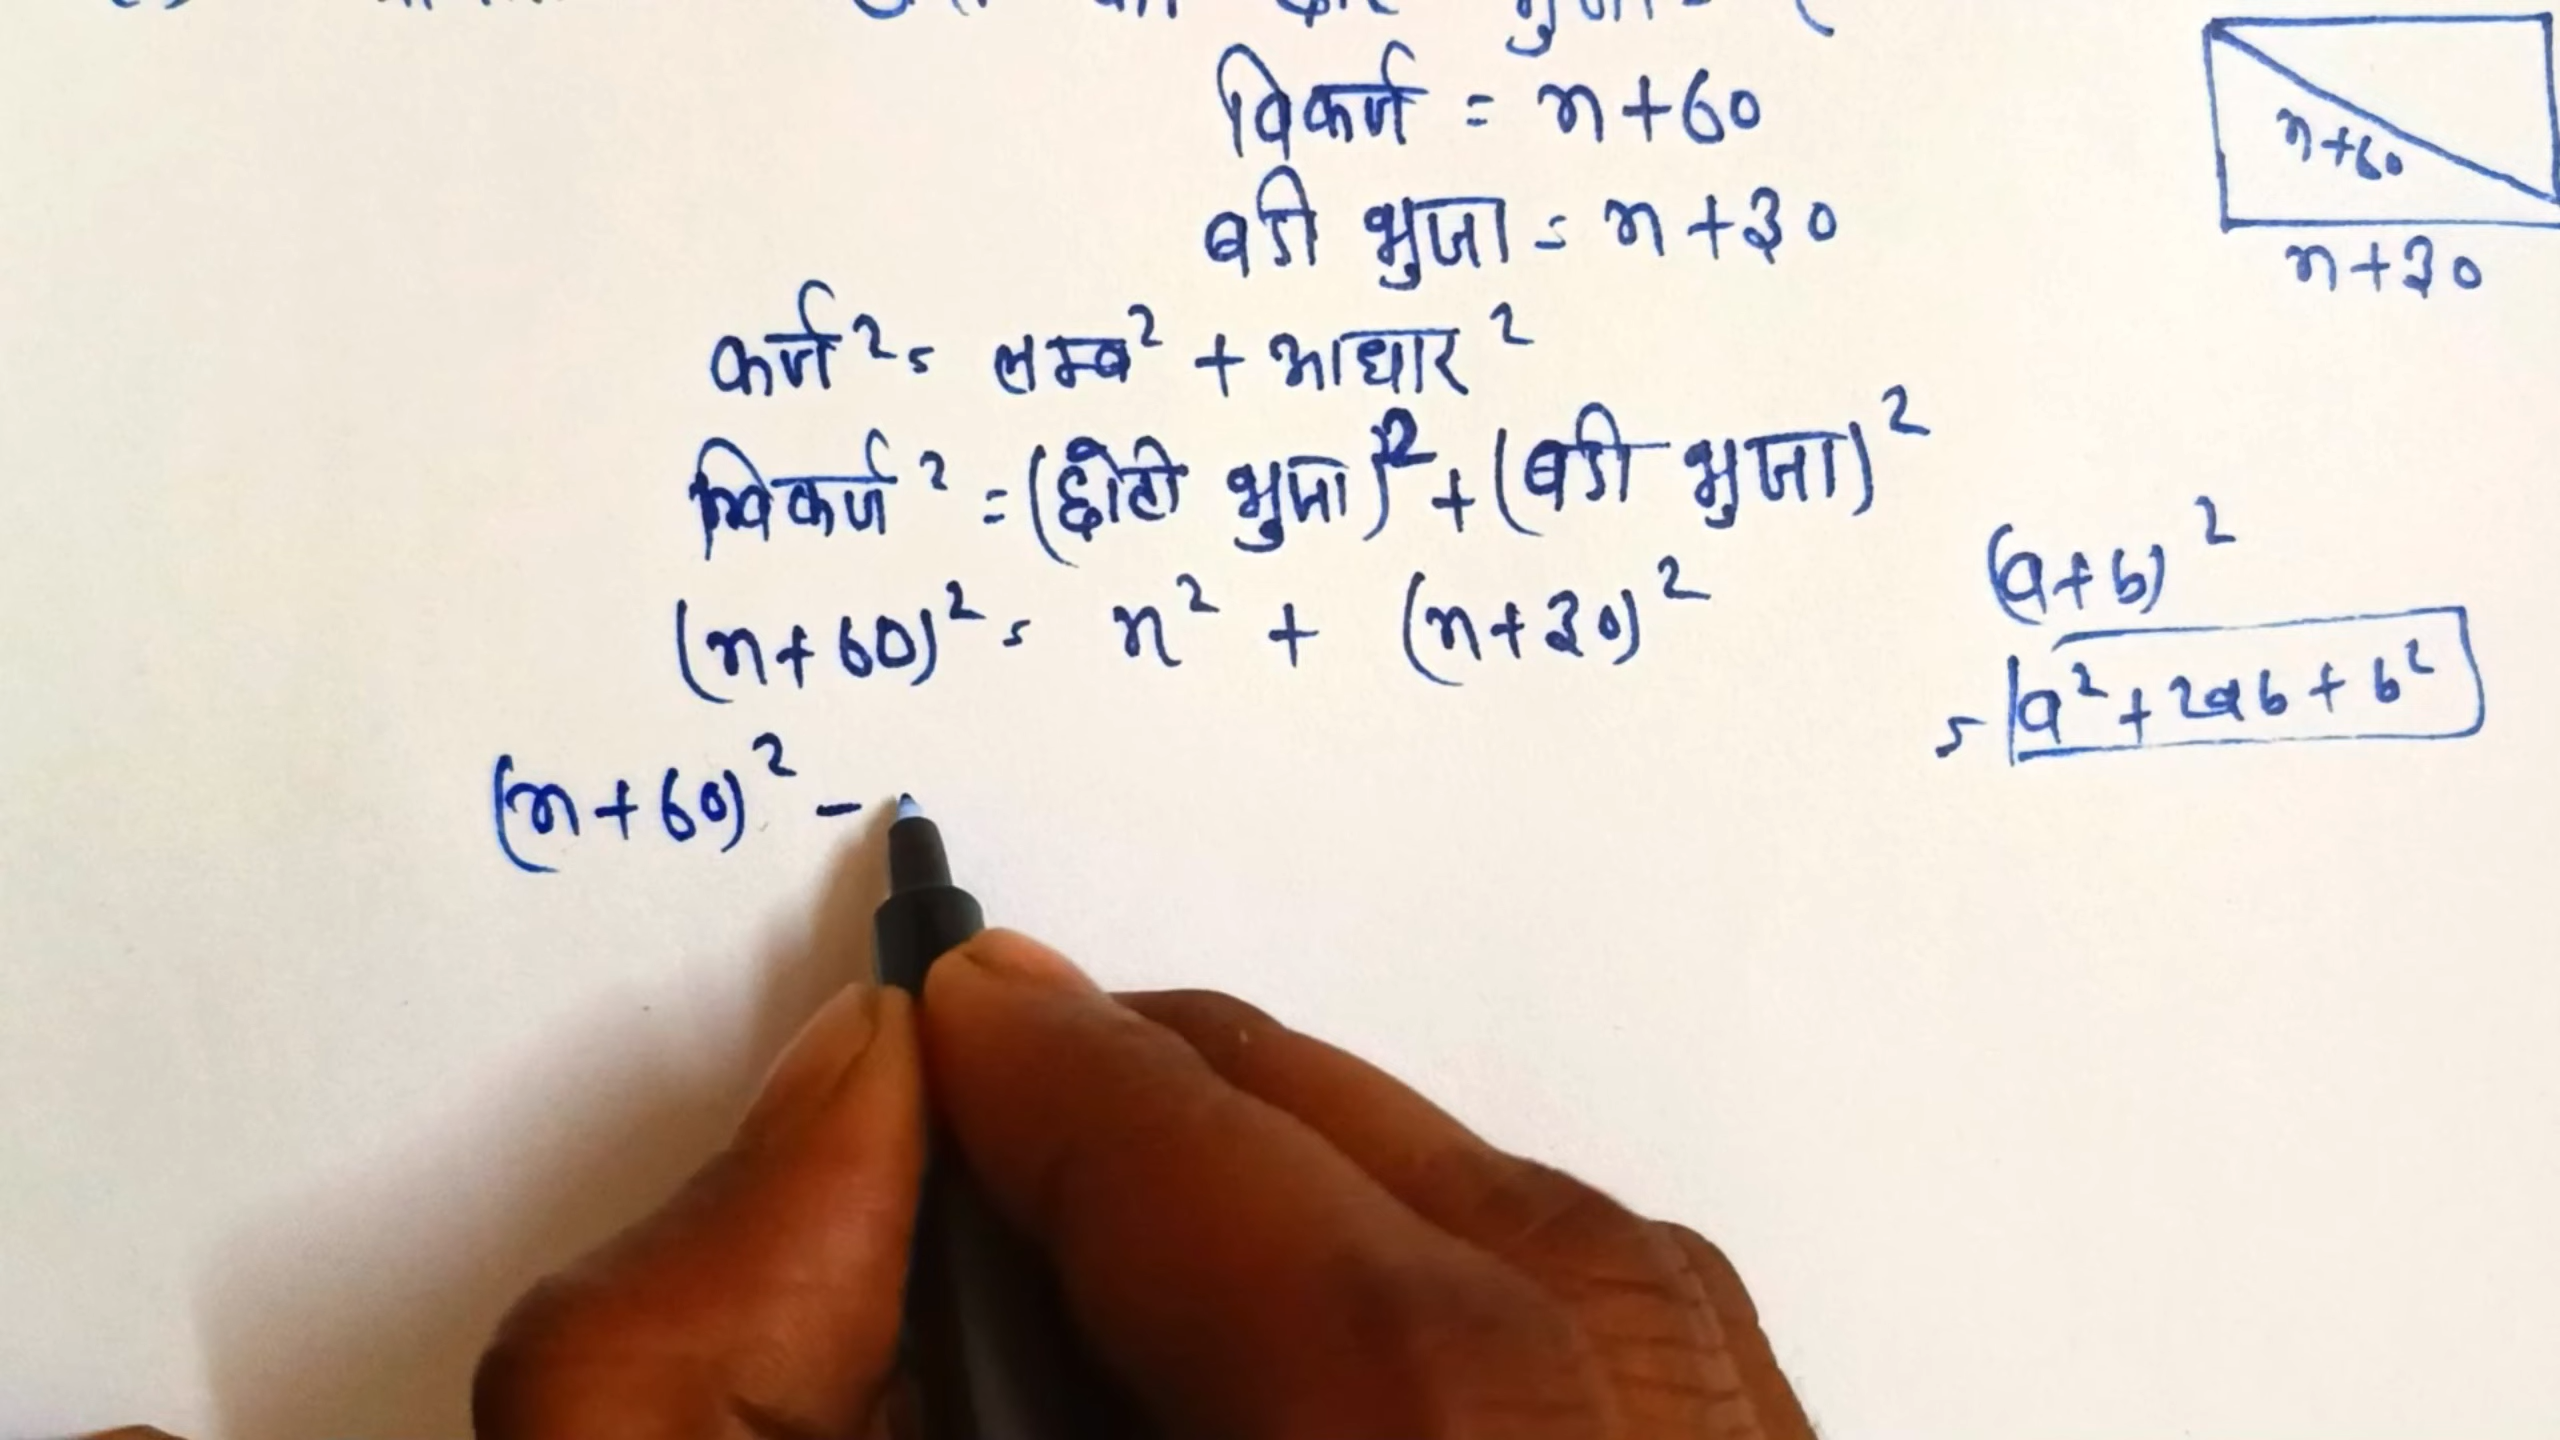 विकर्ण = x+60
बडी भुजा = x+30
x+60
x+30
कर्ण² = लम्ब² + आधार²
विकर्ण² = (छोटी भुजा)² + (बडी भुजा)²
(x+60)² = x² + (x+30)²
(a+b)²
= a²+2ab+b²
(x+60)² -